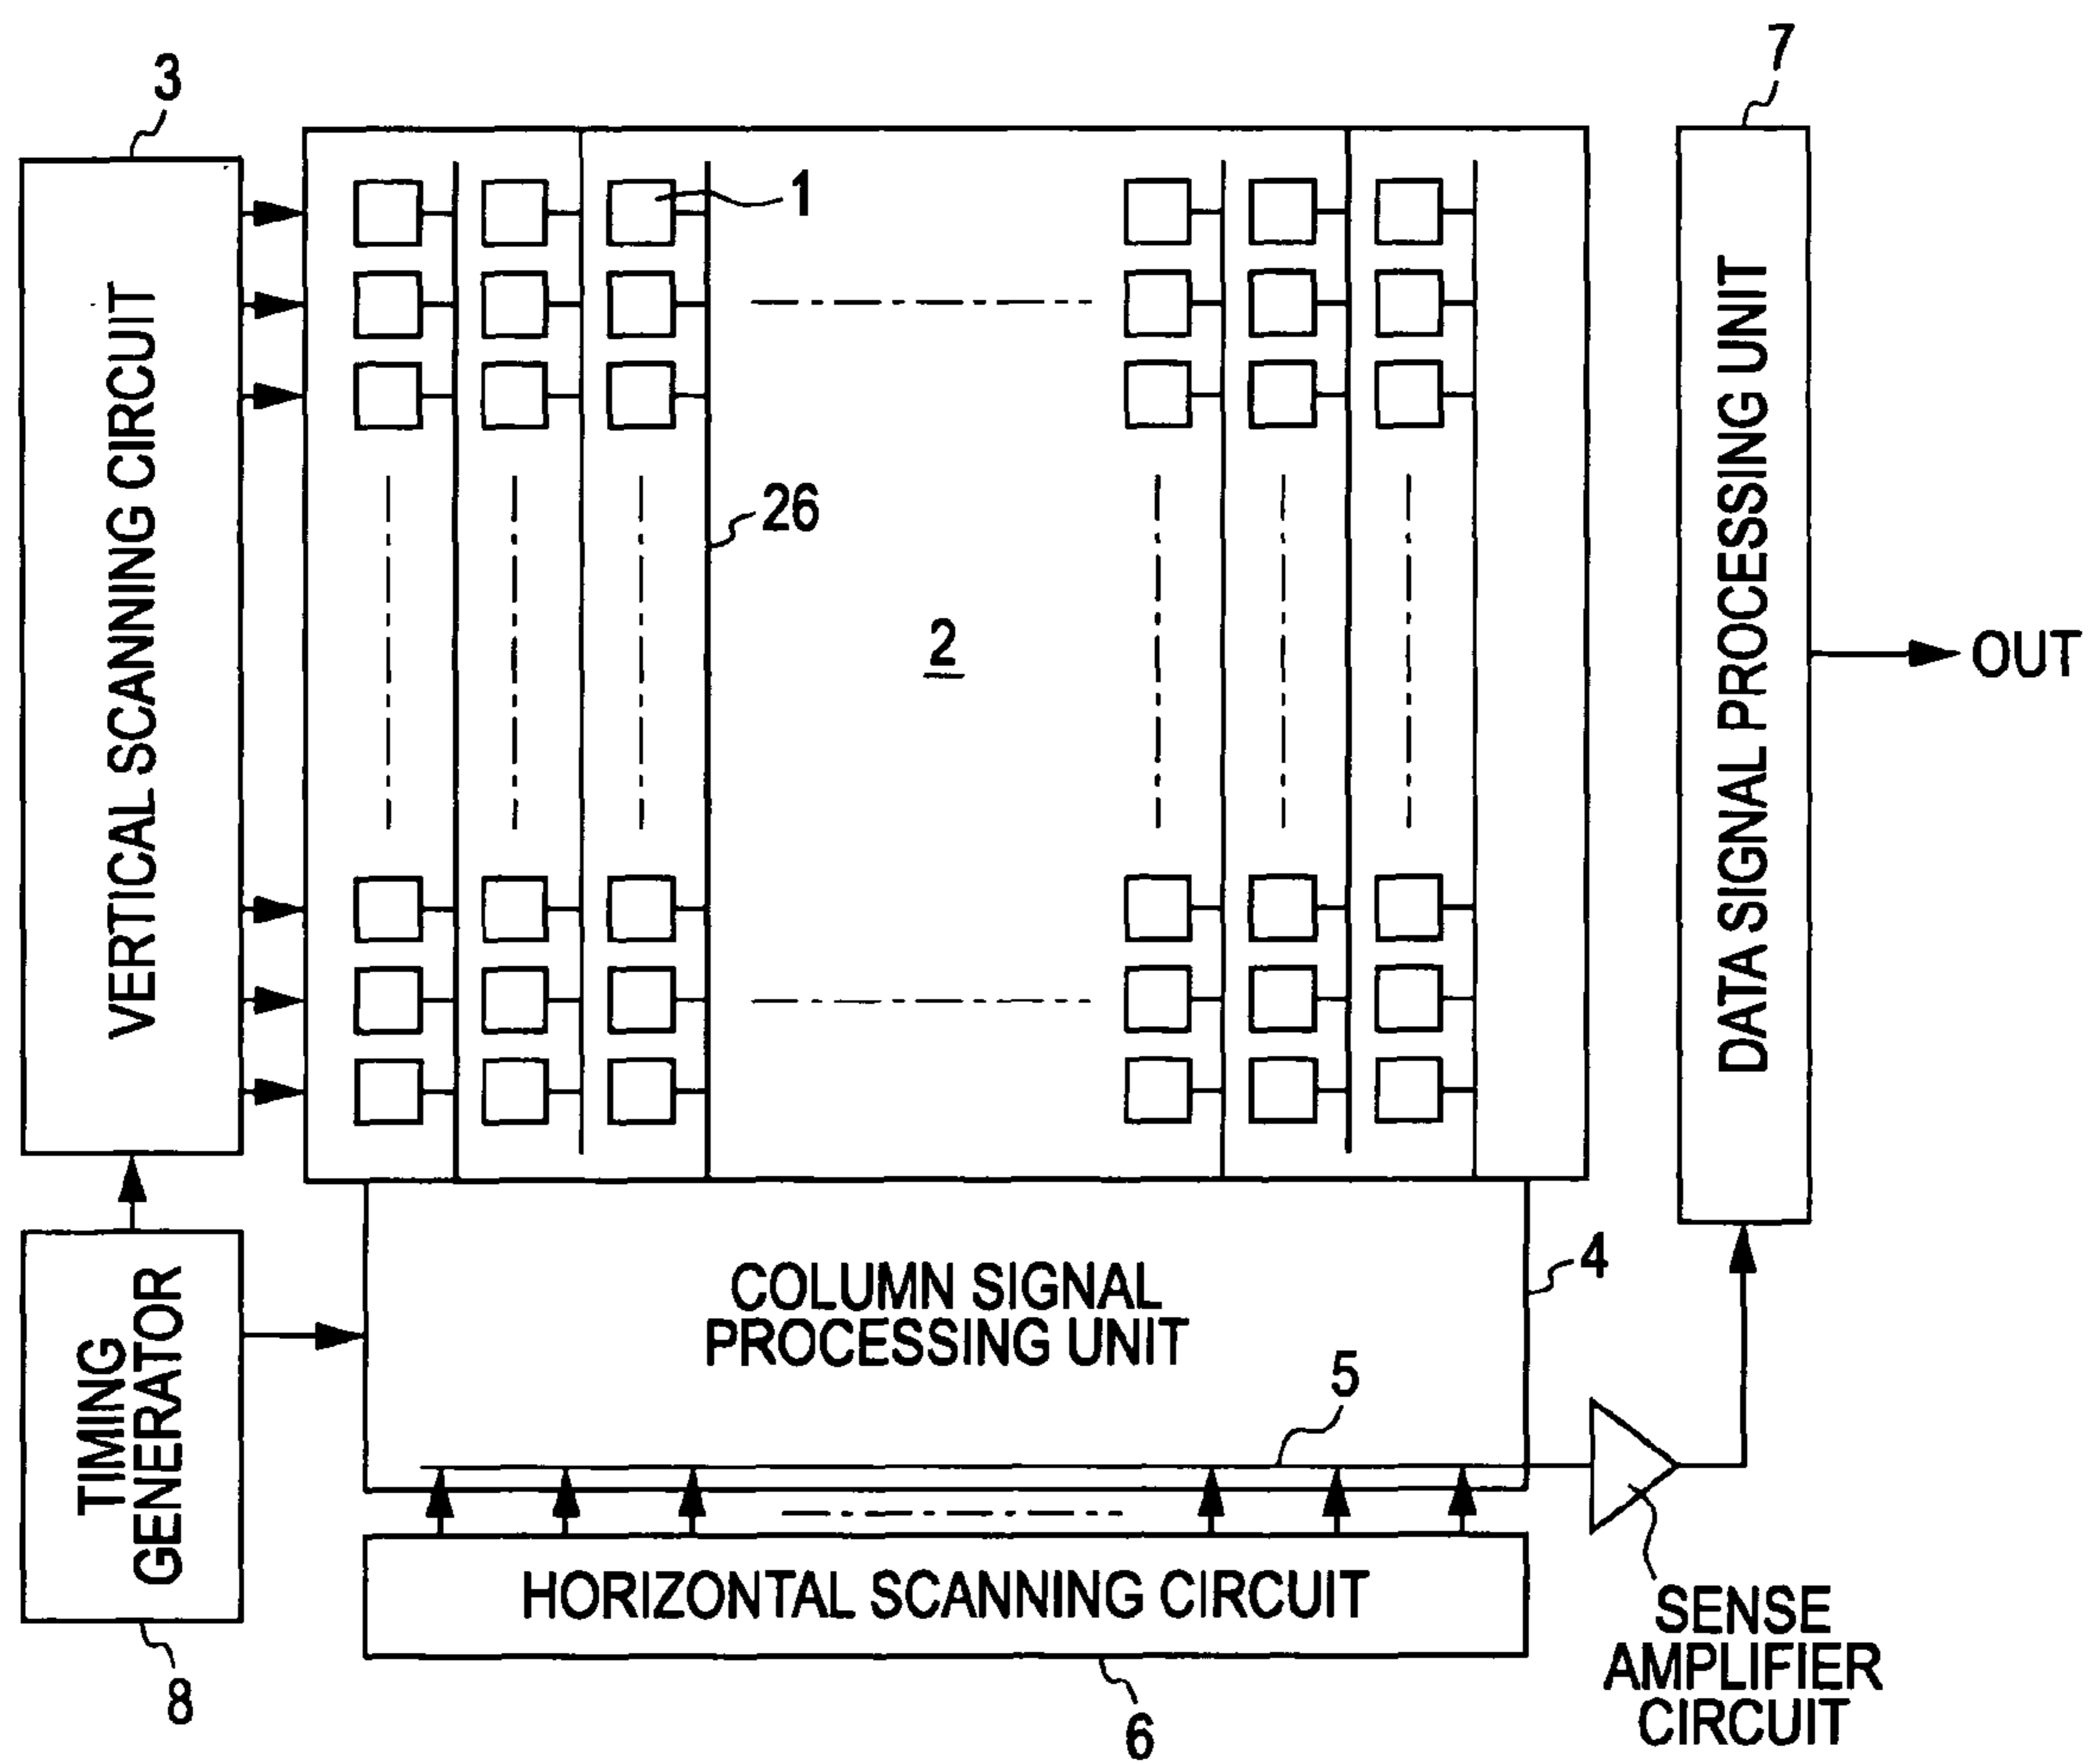 3
7
1
VERTICAL SCANNING CIRCUIT
26
2
DATA SIGNAL PROCESSING UNIT
OUT
4
COLUMN SIGNAL
PROCESSING UNIT
5
TIMING
GENERATOR
HORIZONTAL SCANNING CIRCUIT
SENSE
AMPLIFIER
CIRCUIT
8
6